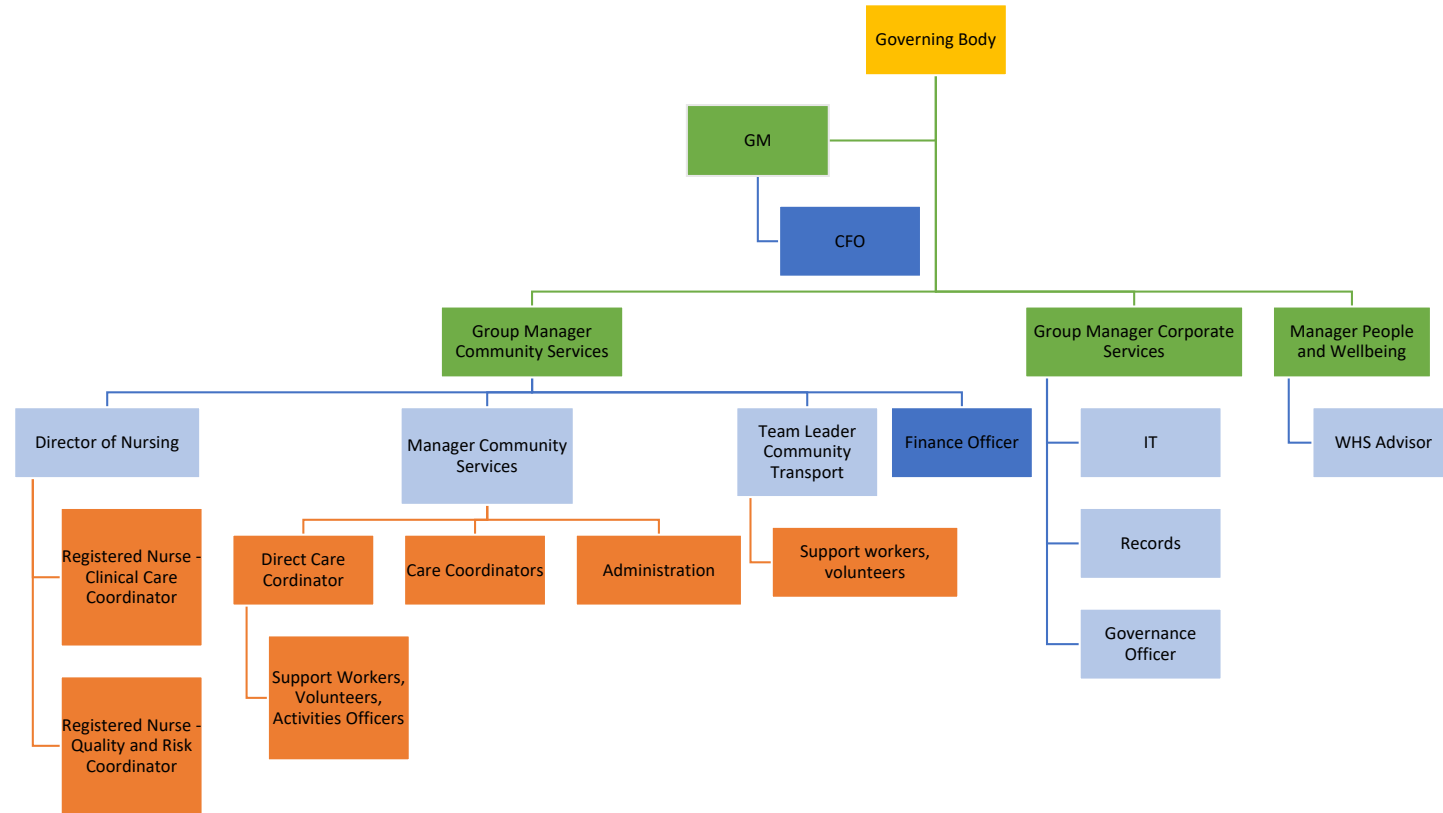 Governing Body
GM
CFO
Group Manager
Community Services
Group Manager Corporate
Services
Manager People
and Wellbeing
Director of Nursing
Manager Community
Services
Team Leader
Community
Transport
Finance Officer
IT
WHS Advisor
Registered Nurse -
Clinical Care
Coordinator
Direct Care
Cordinator
Care Coordinators
Administration
Support workers,
volunteers
Records
Governance
Officer
Support Workers,
Volunteers,
Activities Officers
Registered Nurse -
Quality and Risk
Coordinator